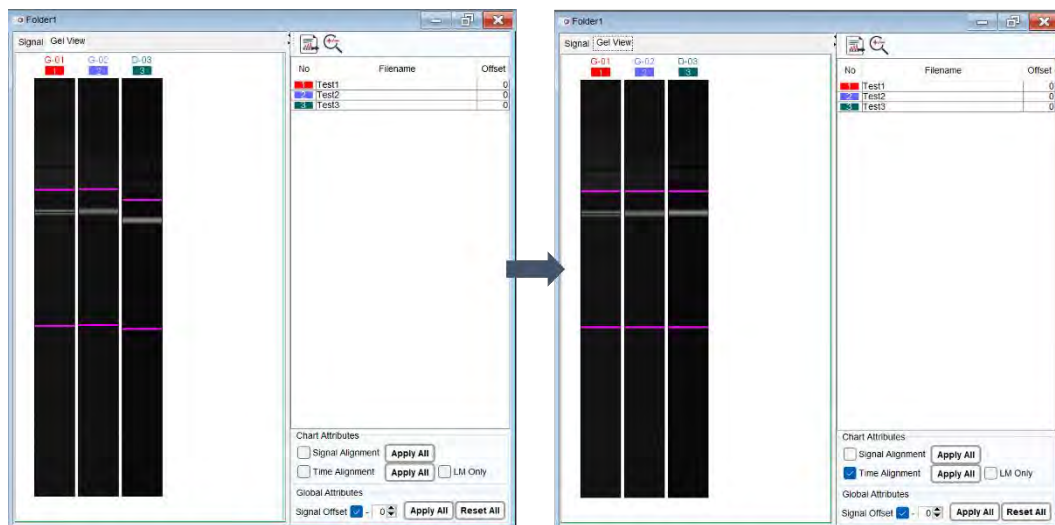 Folder1
Signal Gel View
G-01 G-02 D-03
1 2 3
No Filename Offset
1 Test1 0
2 Test2 0
3 Test3 0
Chart Attributes
Signal Alignment Apply All
Time Alignment Apply All LM Only
Global Attributes
Signal Offset - 0 Apply All Reset All
Folder1
Signal Gel View
G-01 G-02 D-03
1 2 3
No Filename Offset
1 Test1 0
2 Test2 0
3 Test3 0
Chart Attributes
Signal Alignment Apply All
Time Alignment Apply All LM Only
Global Attributes
Signal Offset - 0 Apply All Reset All